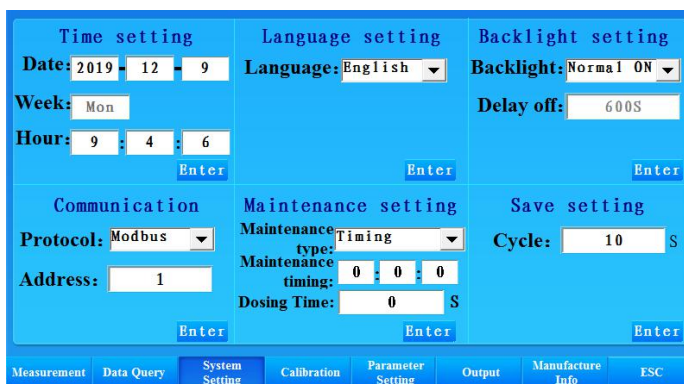 Time setting
Date: 2019 - 12 - 9
Week: Mon
Hour: 9 : 4 : 6
Enter
Language setting
Language: English
Enter
Backlight setting
Backlight: Normal ON
Delay off: 600S
Enter
Communication
Protocol: Modbus
Address: 1
Enter
Maintenance setting
Maintenance
type: Timing
Maintenance
timing: 0 : 0 : 0
Dosing Time: 0 S
Enter
Save setting
Cycle: 10 S
Enter
Measurement
Data Query
System
Setting
Calibration
Parameter
Setting
Output
Manufacture
Info
ESC